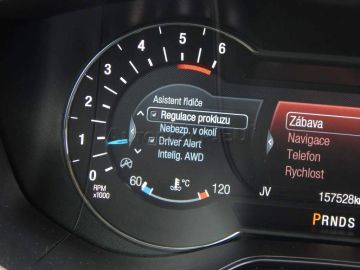 0
1
2
3
4
5
6
RPM
x1000
Asistent řidiče
Regulace prokluzu
Nebezp. v okolí
Driver Alert
Intelig. AWD
60
°C
120
Zábava
Navigace
Telefon
Rychlost
JV
157528k
PRNDS